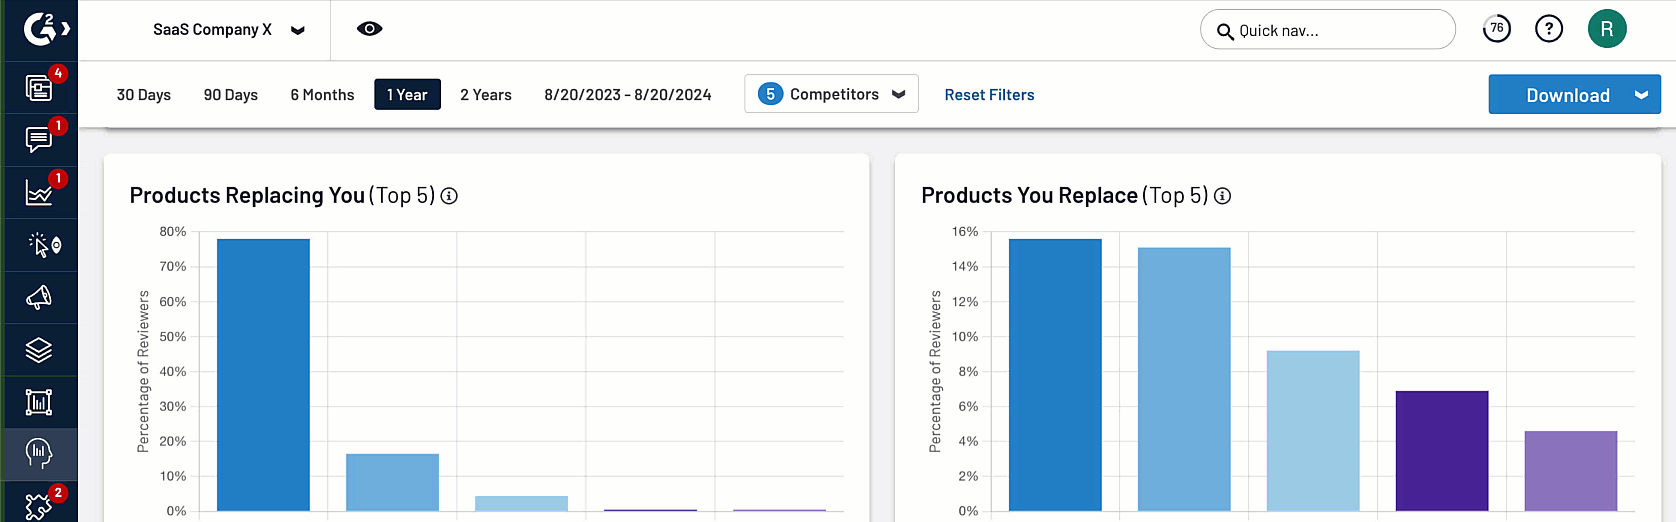 G2
SaaS Company X
Quick nav...
76
?
R
4
1
1
2
30 Days
90 Days
6 Months
1 Year
2 Years
8/20/2023 - 8/20/2024
5 Competitors
Reset Filters
Download
Products Replacing You (Top 5)
Percentage of Reviewers
80%
70%
60%
50%
40%
30%
20%
10%
0%
Products You Replace (Top 5)
Percentage of Reviewers
16%
14%
12%
10%
8%
6%
4%
2%
0%